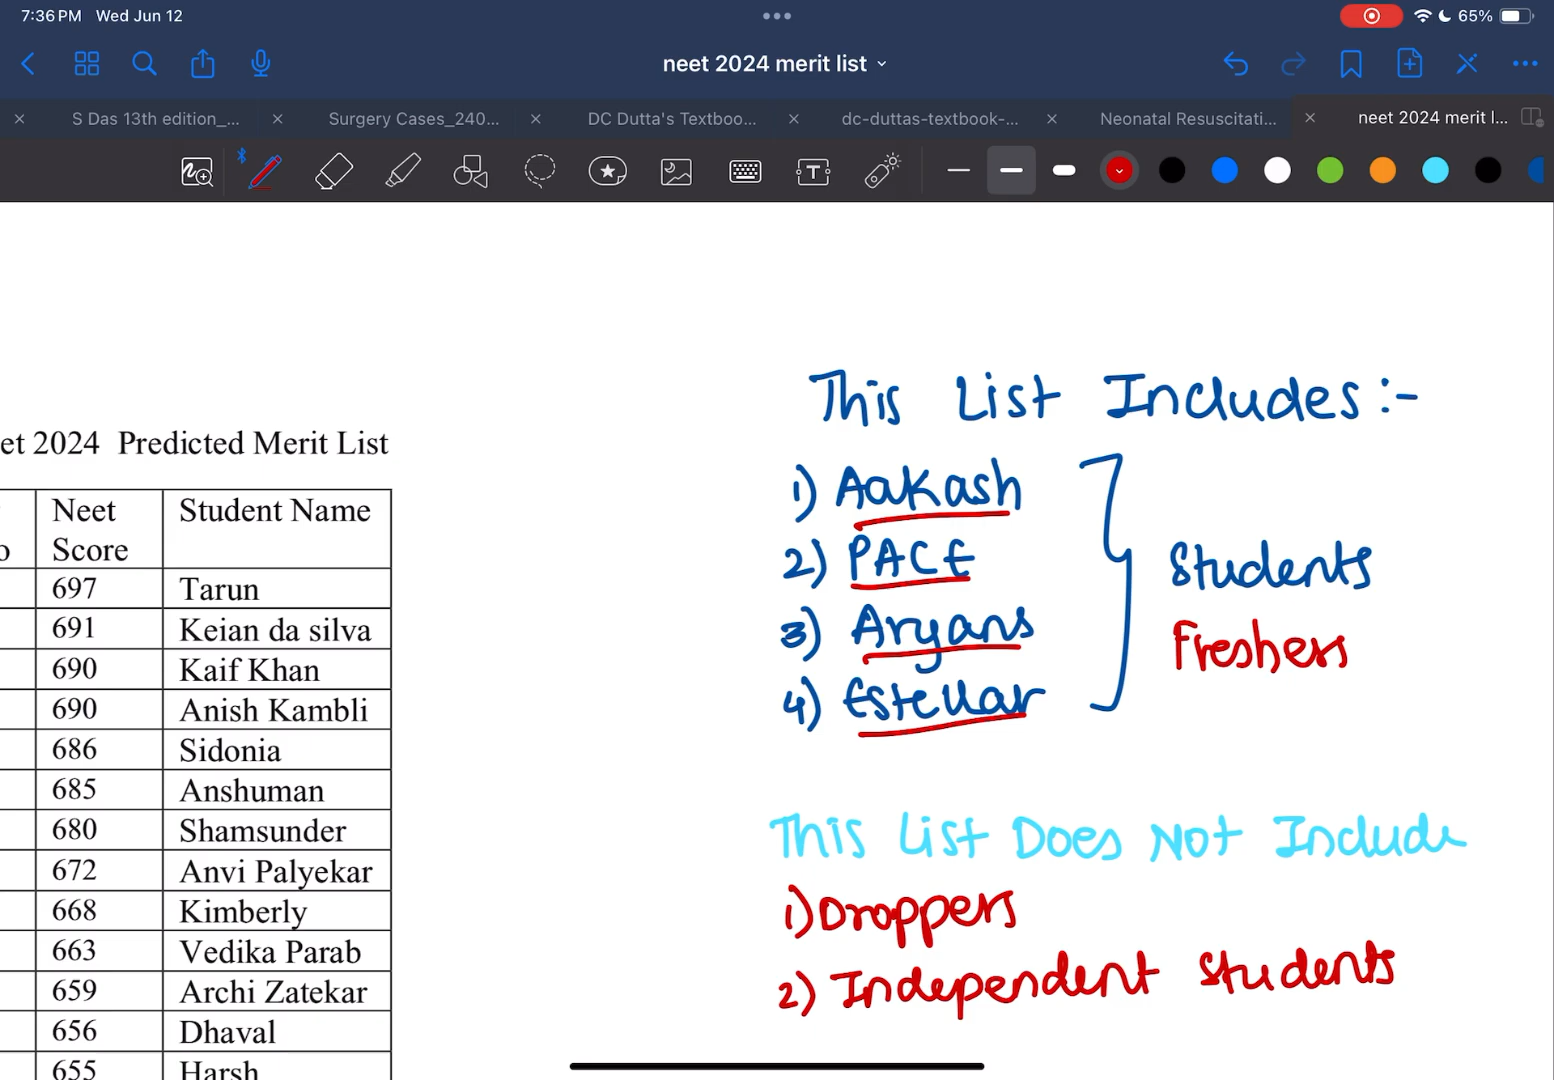 7:36 PM Wed Jun 12
65%
neet 2024 merit list
S Das 13th edition_...
Surgery Cases_240...
DC Dutta's Textboo...
dc-duttas-textbook-...
Neonatal Resuscitati...
neet 2024 merit l...
et 2024 Predicted Merit List
Neet Score Student Name
697 Tarun
691 Keian da silva
690 Kaif Khan
690 Anish Kambli
686 Sidonia
685 Anshuman
680 Shamsunder
672 Anvi Palyekar
668 Kimberly
663 Vedika Parab
659 Archi Zatekar
656 Dhaval
655 Harsh
This List Includes :-
1) Aakash
2) PACE
3) Aryans
4) Estellar
Students
Freshers
This List Does Not Include
1) Droppers
2) Independent Students